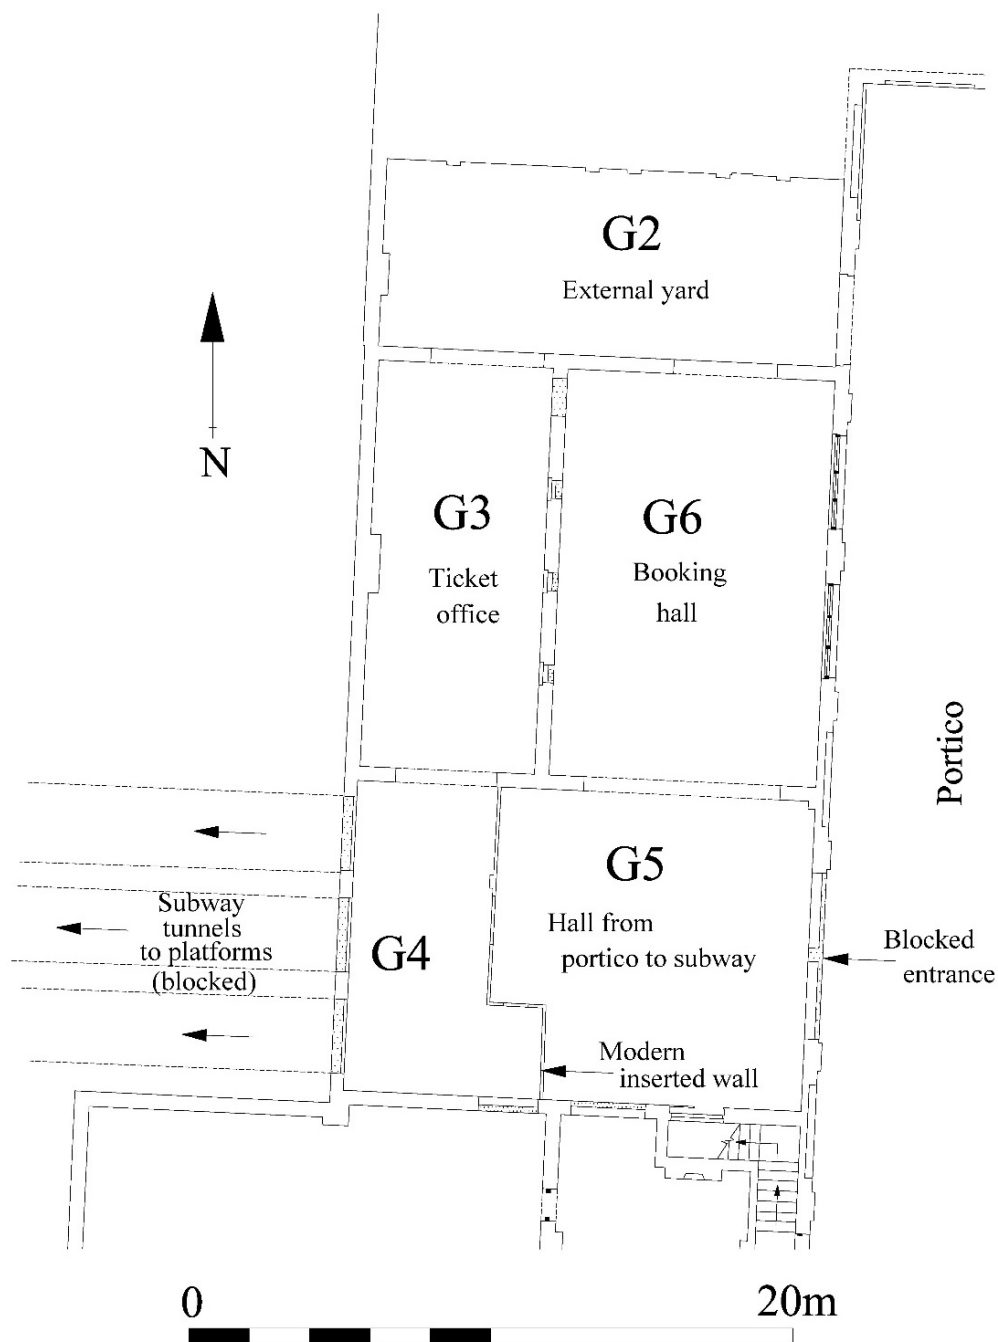 G2
External yard
N
G3
Ticket
office
G6
Booking
hall
Portico
G5
Hall from
portico to subway
G4
Subway
tunnels
to platforms
(blocked)
Blocked
entrance
Modern
inserted wall
0
20m